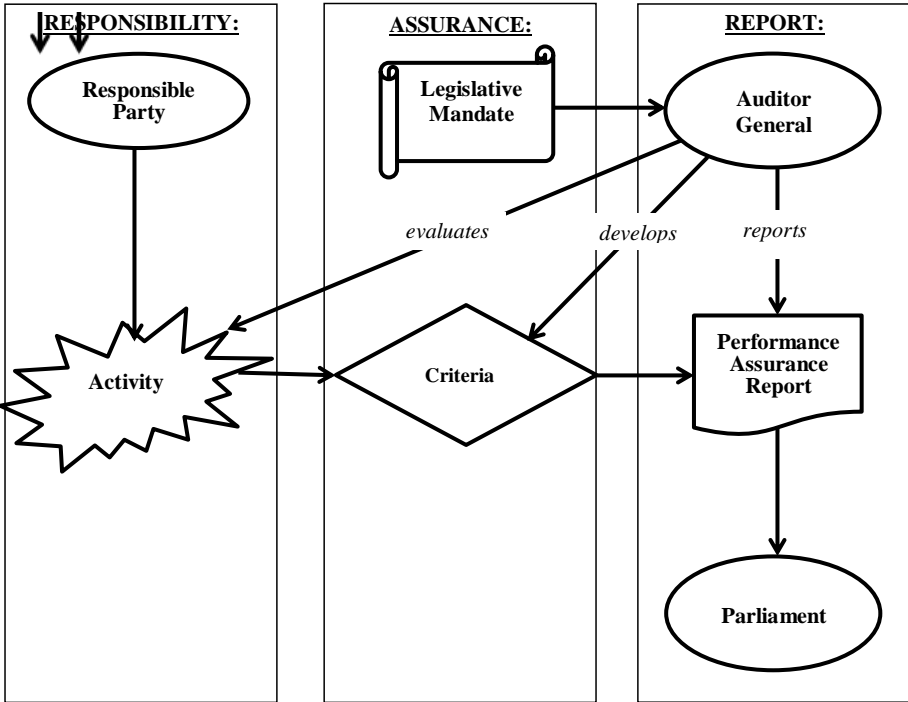 RESPONSIBILITY:
ASSURANCE:
REPORT:
Responsible
Party
Legislative
Mandate
Auditor
General
evaluates
develops
reports
Activity
Criteria
Performance
Assurance
Report
Parliament